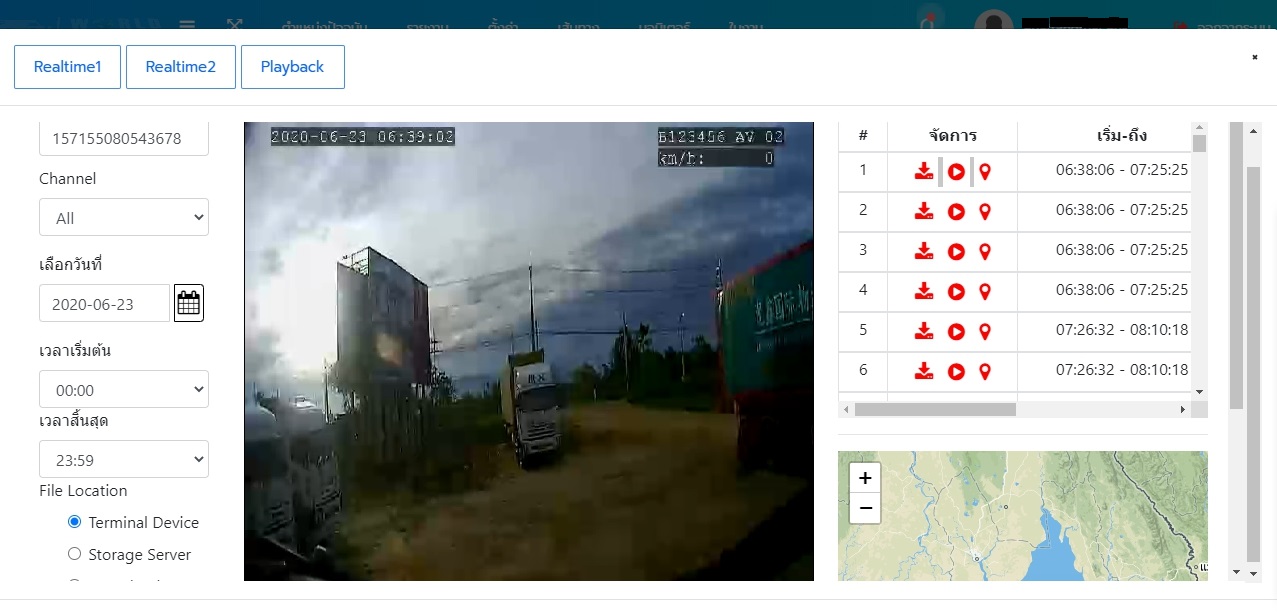 Realtime1
Realtime2
Playback
157155080543678
Channel
All
เลือกวันที่
2020-06-23
เวลาเริ่มต้น
00:00
เวลาสิ้นสุด
23:59
File Location
Terminal Device
Storage Server
2020-06-23 06:39:02
B123456 AV 02
km/h: 0
# จัดการ เริ่ม-ถึง
1 06:38:06 - 07:25:25
2 06:38:06 - 07:25:25
3 06:38:06 - 07:25:25
4 06:38:06 - 07:25:25
5 07:26:32 - 08:10:18
6 07:26:32 - 08:10:18
+
−